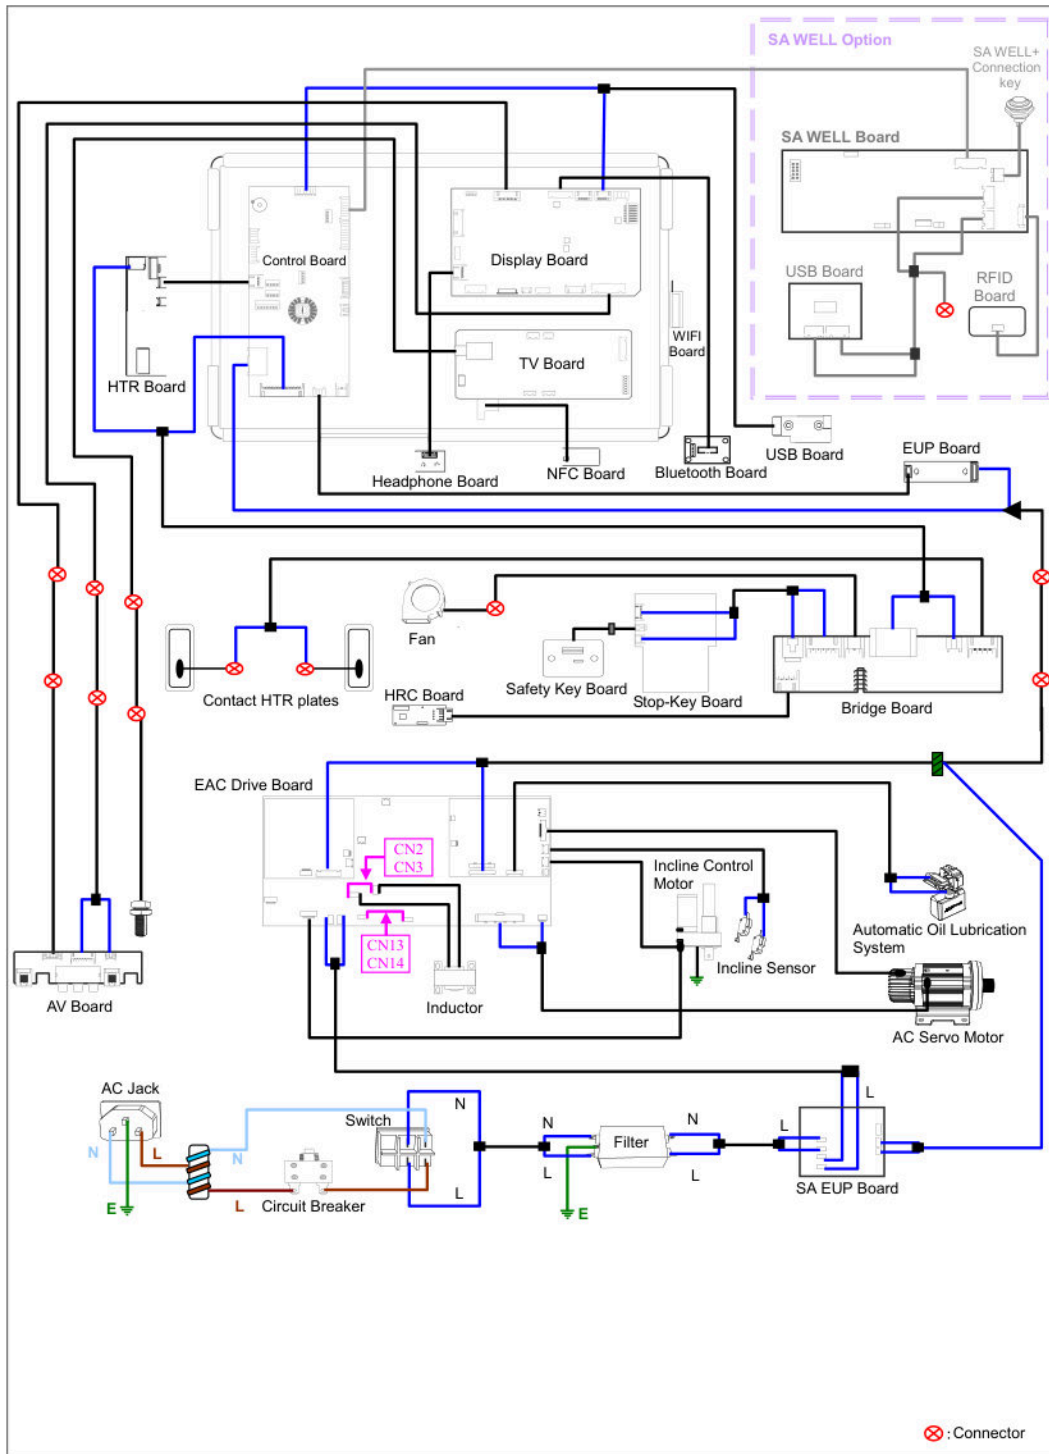 SA WELL Option
SA WELL+
Connection
key
SA WELL Board
Control Board
Display Board
USB Board
RFID
Board
WIFI
Board
TV Board
HTR Board
Headphone Board
NFC Board
Bluetooth Board
USB Board
EUP Board
Fan
Safety Key Board
Stop-Key Board
Contact HTR plates
HRC Board
Bridge Board
EAC Drive Board
CN2
CN3
Incline Control
Motor
CN13
CN14
Automatic Oil Lubrication
System
Incline Sensor
Inductor
AV Board
AC Servo Motor
AC Jack
Switch
N
N
N
L
L
Filter
N
L
N
L
E
L
Circuit Breaker
L
L
E
SA EUP Board
: Connector